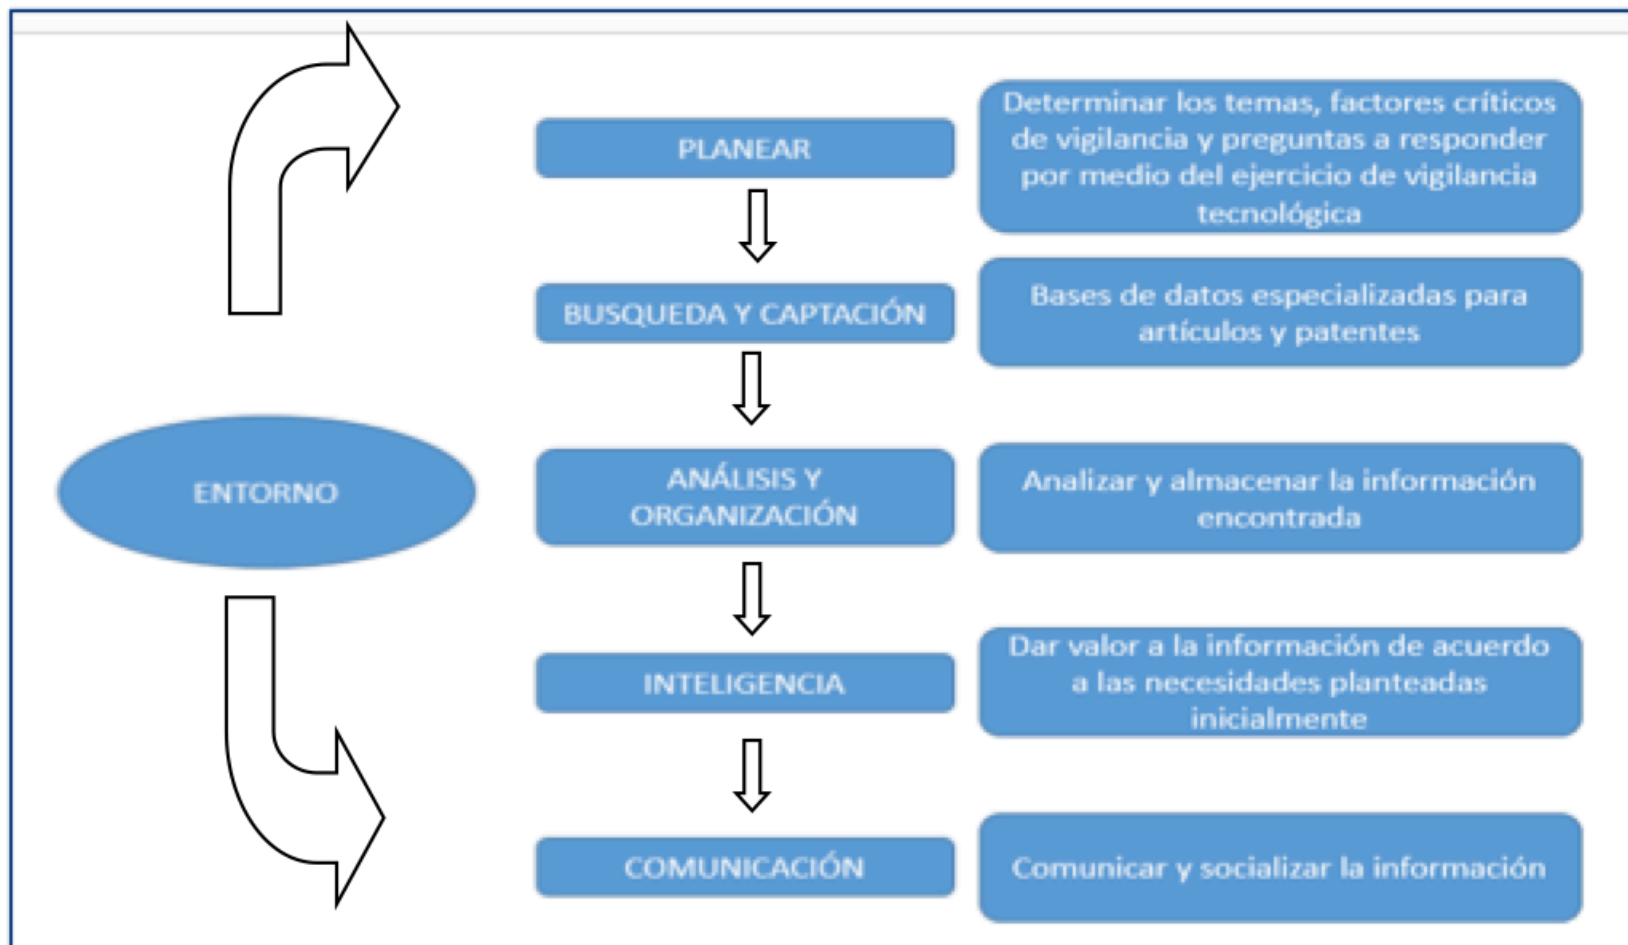 PLANEAR
Determinar los temas, factores críticos
de vigilancia y preguntas a responder
por medio del ejercicio de vigilancia
tecnológica
BUSQUEDA Y CAPTACIÓN
Bases de datos especializadas para
artículos y patentes
ENTORNO
ANÁLISIS Y
ORGANIZACIÓN
Analizar y almacenar la información
encontrada
INTELIGENCIA
Dar valor a la información de acuerdo
a las necesidades planteadas
inicialmente
COMUNICACIÓN
Comunicar y socializar la información